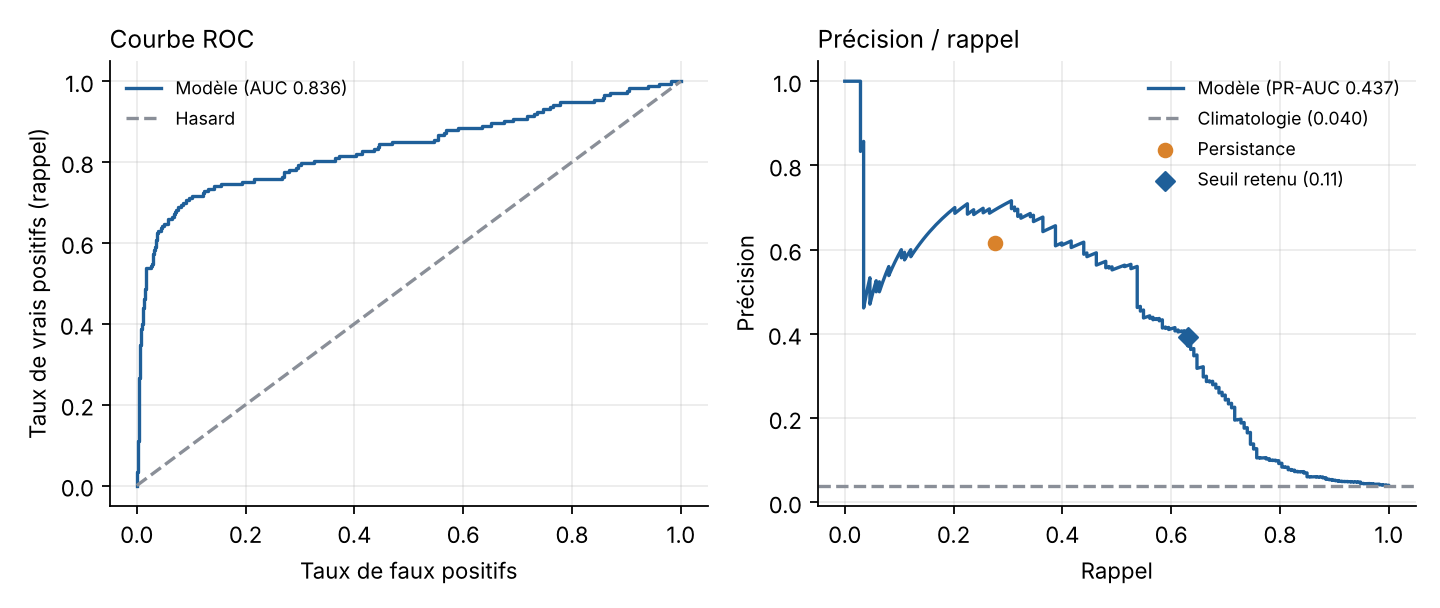 Courbe ROC
Modèle (AUC 0.836)
Hasard
Taux de vrais positifs (rappel)
1.0
0.8
0.6
0.4
0.2
0.0
0.0 0.2 0.4 0.6 0.8 1.0
Taux de faux positifs
Précision / rappel
Modèle (PR-AUC 0.437)
Climatologie (0.040)
Persistance
Seuil retenu (0.11)
Précision
1.0
0.8
0.6
0.4
0.2
0.0
0.0 0.2 0.4 0.6 0.8 1.0
Rappel